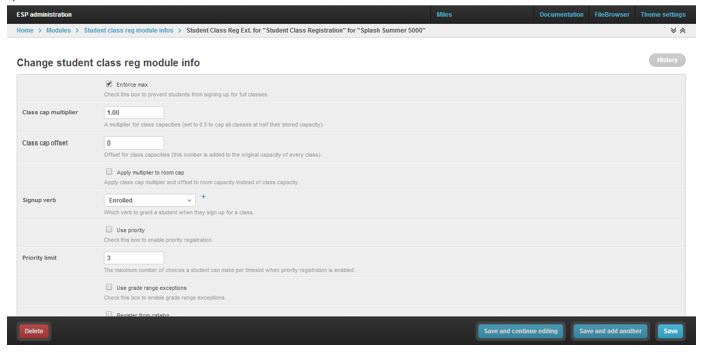 ESP administration
Miles
Documentation
FileBrowser
Theme settings
Home > Modules > Student class reg module infos > Student Class Reg Ext. for "Student Class Registration" for "Splash Summer 5000"
Change student class reg module info
History
Enforce max
Check this box to prevent students from signing up for full classes.
Class cap multiplier
1.00
A multiplier for class capacities (set to 0.5 to cap all classes at half their stored capacity).
Class cap offset
0
Offset for class capacities (this number is added to the original capacity of every class).
Apply multiplier to room cap
Apply class cap multipler and offset to room capacity instead of class capacity.
Signup verb
Enrolled
+
Which verb to grant a student when they sign up for a class.
Use priority
Check this box to enable priority registration.
Priority limit
3
The maximum number of choices a student can make per timeslot when priority registration is enabled.
Use grade range exceptions
Check this box to enable grade range exceptions.
Register from catalog
Delete
Save and continue editing
Save and add another
Save